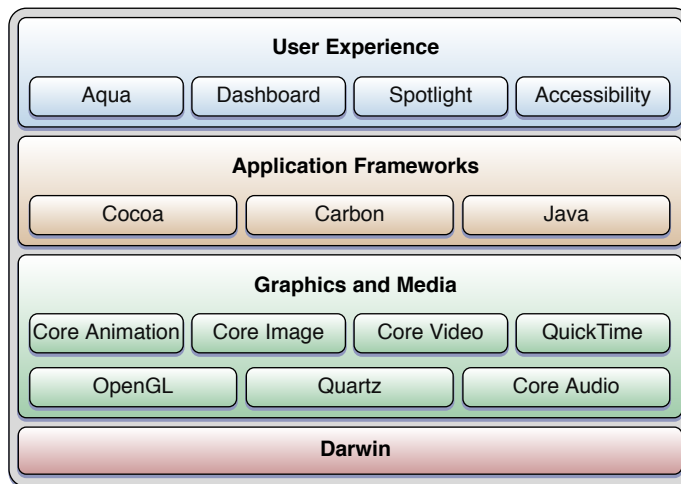 User Experience
Aqua Dashboard Spotlight Accessibility
Application Frameworks
Cocoa Carbon Java
Graphics and Media
Core Animation Core Image Core Video QuickTime
OpenGL Quartz Core Audio
Darwin